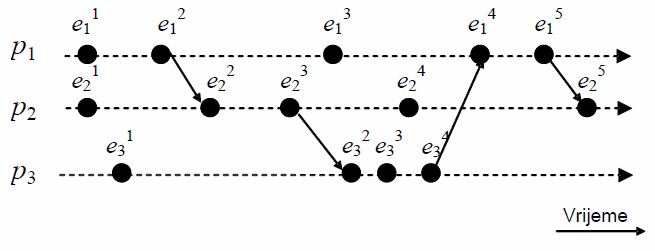 e₁¹ e₁² e₁³ e₁⁴ e₁⁵
p₁
e₂¹ e₂² e₂³ e₂⁴ e₂⁵
p₂
e₃¹ e₃² e₃³ e₃⁴
p₃
Vrijeme